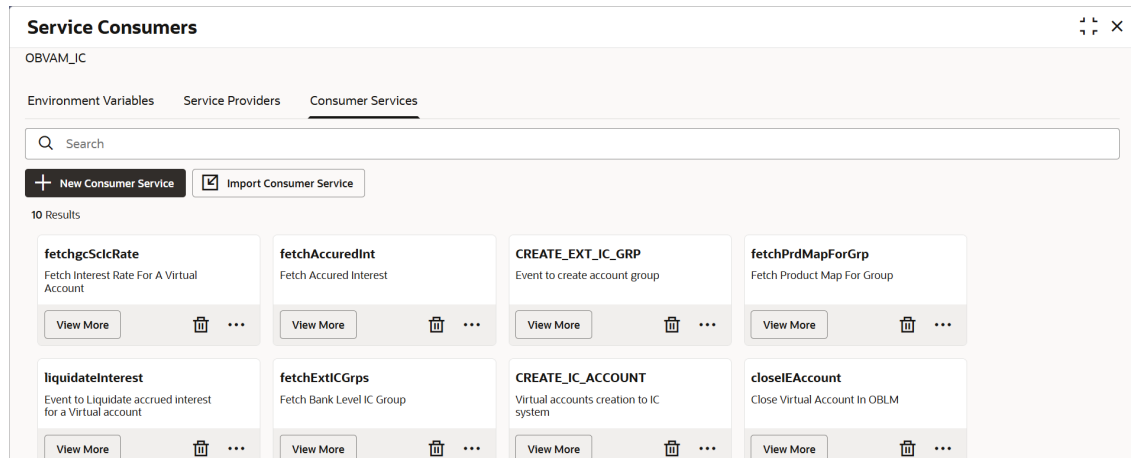 Service Consumers
OBVAM_IC
Environment Variables Service Providers Consumer Services
Search
New Consumer Service Import Consumer Service
10 Results
fetchgcSclcRate fetchAccuredInt CREATE_EXT_IC_GRP fetchPrdMapForGrp
Fetch Interest Rate For A Virtual Fetch Accured Interest Event to create account group Fetch Product Map For Group
Account
View More View More View More View More
liquidateInterest fetchExtICGrps CREATE_IC_ACCOUNT closeIEAccount
Event to Liquidate accrued interest Fetch Bank Level IC Group Virtual accounts creation to IC Close Virtual Account In OBLM
for a Virtual account system
View More View More View More View More